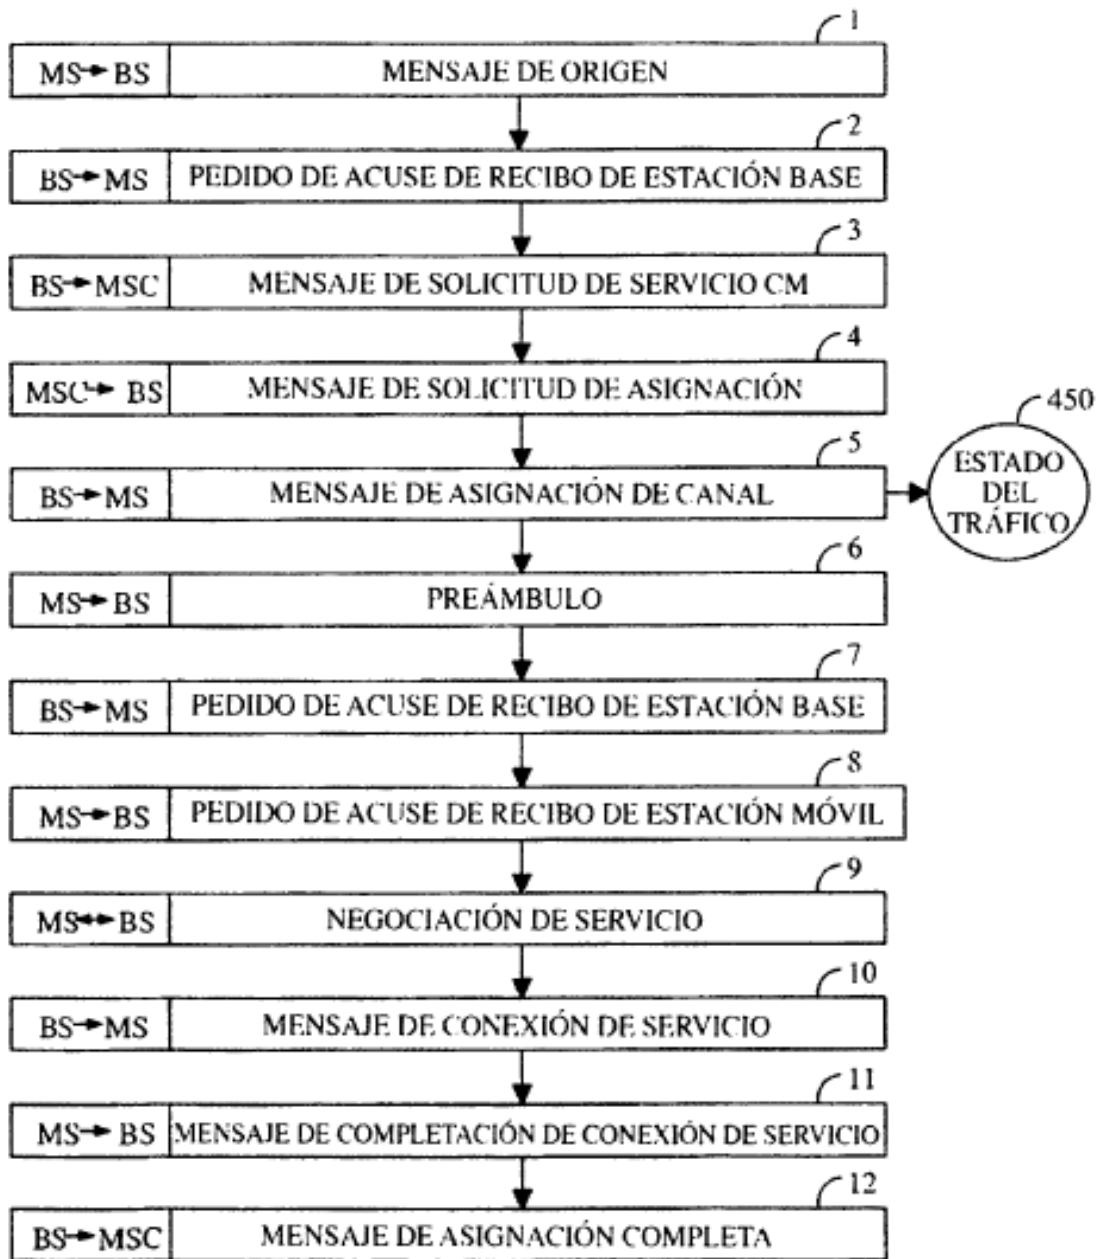 1
MS→BS MENSAJE DE ORIGEN
2
BS→MS PEDIDO DE ACUSE DE RECIBO DE ESTACIÓN BASE
3
BS→MSC MENSAJE DE SOLICITUD DE SERVICIO CM
4
MSC→BS MENSAJE DE SOLICITUD DE ASIGNACIÓN
450
5
BS→MS MENSAJE DE ASIGNACIÓN DE CANAL
ESTADO
DEL
TRÁFICO
6
MS→BS PREÁMBULO
7
BS→MS PEDIDO DE ACUSE DE RECIBO DE ESTACIÓN BASE
8
MS→BS PEDIDO DE ACUSE DE RECIBO DE ESTACIÓN MÓVIL
9
MS↔BS NEGOCIACIÓN DE SERVICIO
10
BS→MS MENSAJE DE CONEXIÓN DE SERVICIO
11
MS→BS MENSAJE DE COMPLETACIÓN DE CONEXIÓN DE SERVICIO
12
BS→MSC MENSAJE DE ASIGNACIÓN COMPLETA